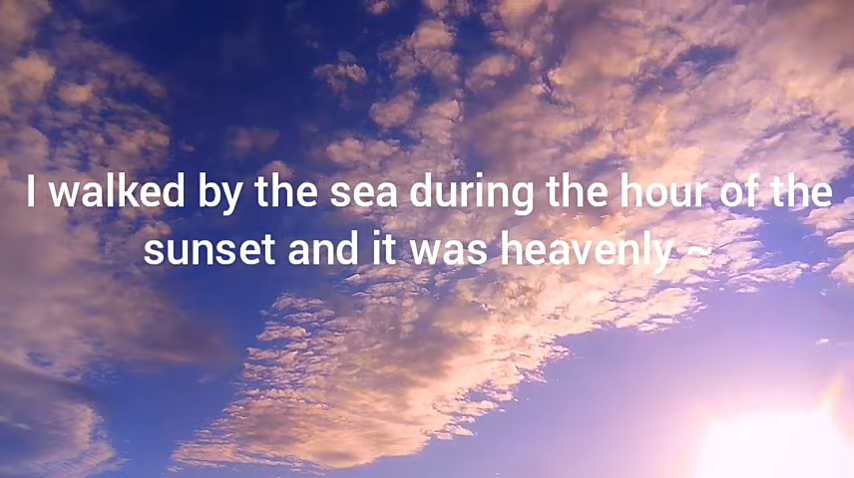 I walked by the sea during the hour of the
sunset and it was heavenly ~